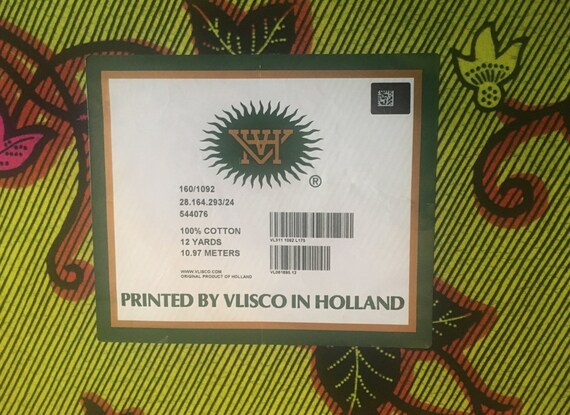 VH
®
160/1092
28.164.293/24
544076
100% COTTON
12 YARDS
10.97 METERS
WWW.VLISCO.COM
ORIGINAL PRODUCT OF HOLLAND
PRINTED BY VLISCO IN HOLLAND